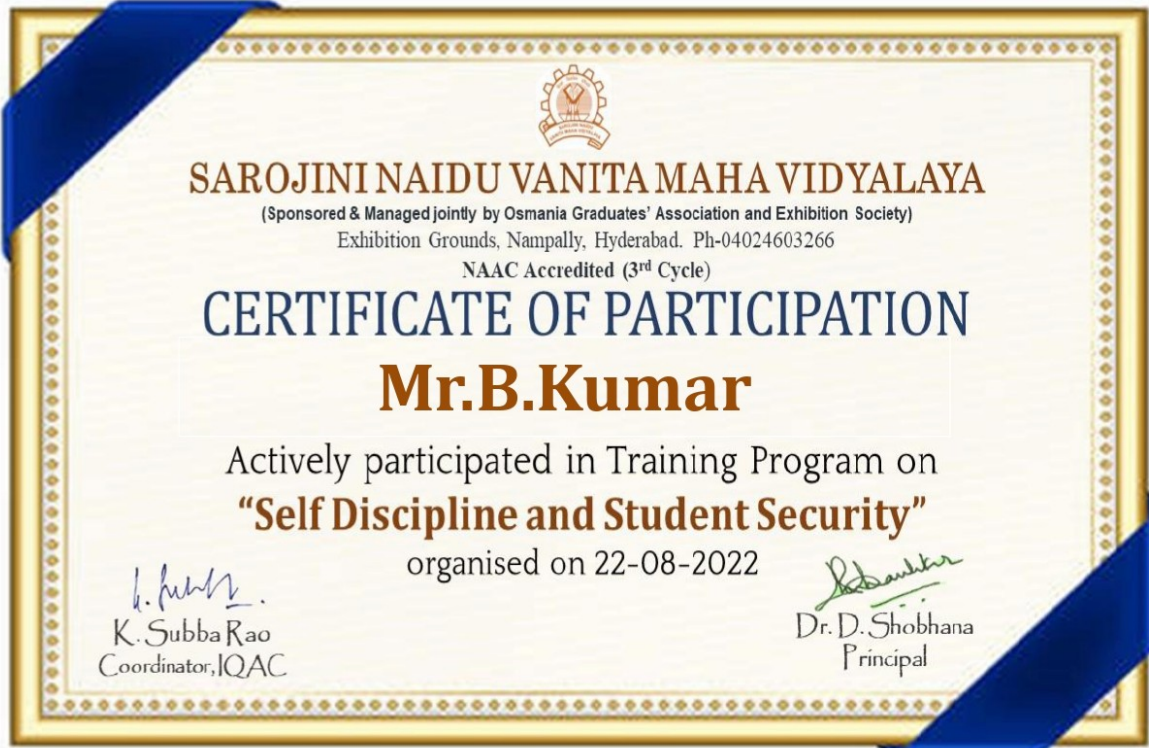 SAROJINI NAIDU VANITA MAHA VIDYALAYA
(Sponsored & Managed jointly by Osmania Graduates' Association and Exhibition Society)
Exhibition Grounds, Nampally, Hyderabad. Ph-04024603266
NAAC Accredited (3rd Cycle)
CERTIFICATE OF PARTICIPATION
Mr.B.Kumar
Actively participated in Training Program on
“Self Discipline and Student Security”
organised on 22-08-2022
K. Subba Rao
Coordinator, IQAC
Dr. D. Shobhana
Principal